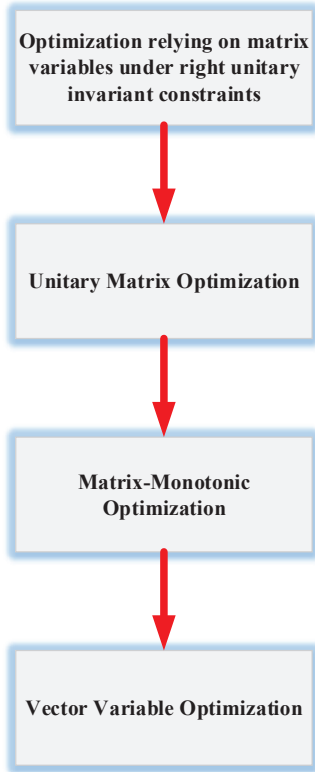 Optimization relying on matrix
variables under right unitary
invariant constraints
Unitary Matrix Optimization
Matrix-Monotonic
Optimization
Vector Variable Optimization